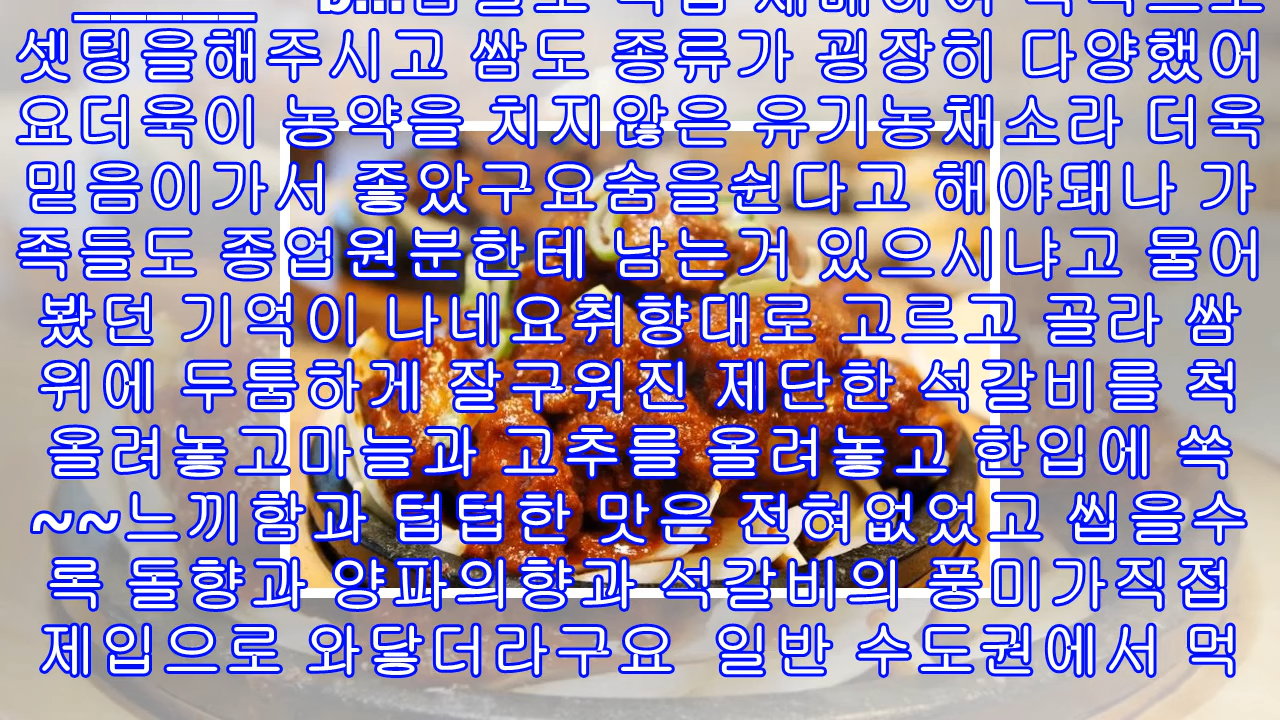 셋팅을해주시고 쌈도 종류가 굉장히 다양했어
요더욱이 농약을 치지않은 유기농채소라 더욱
믿음이가서 좋았구요숨을쉰다고 해야돼나 가
족들도 종업원분한테 남는거 있으시냐고 물어
봤던 기억이 나네요취향대로 고르고 골라 쌈
위에 두툼하게 잘구워진 제단한 석갈비를 척
올려놓고마늘과 고추를 올려놓고 한입에 쏙
~~느끼함과 텁텁한 맛은 전혀없었고 씹을수
록 돌향과 양파의향과 석갈비의 풍미가직접
제입으로 와닿더라구요 일반 수도권에서 먹